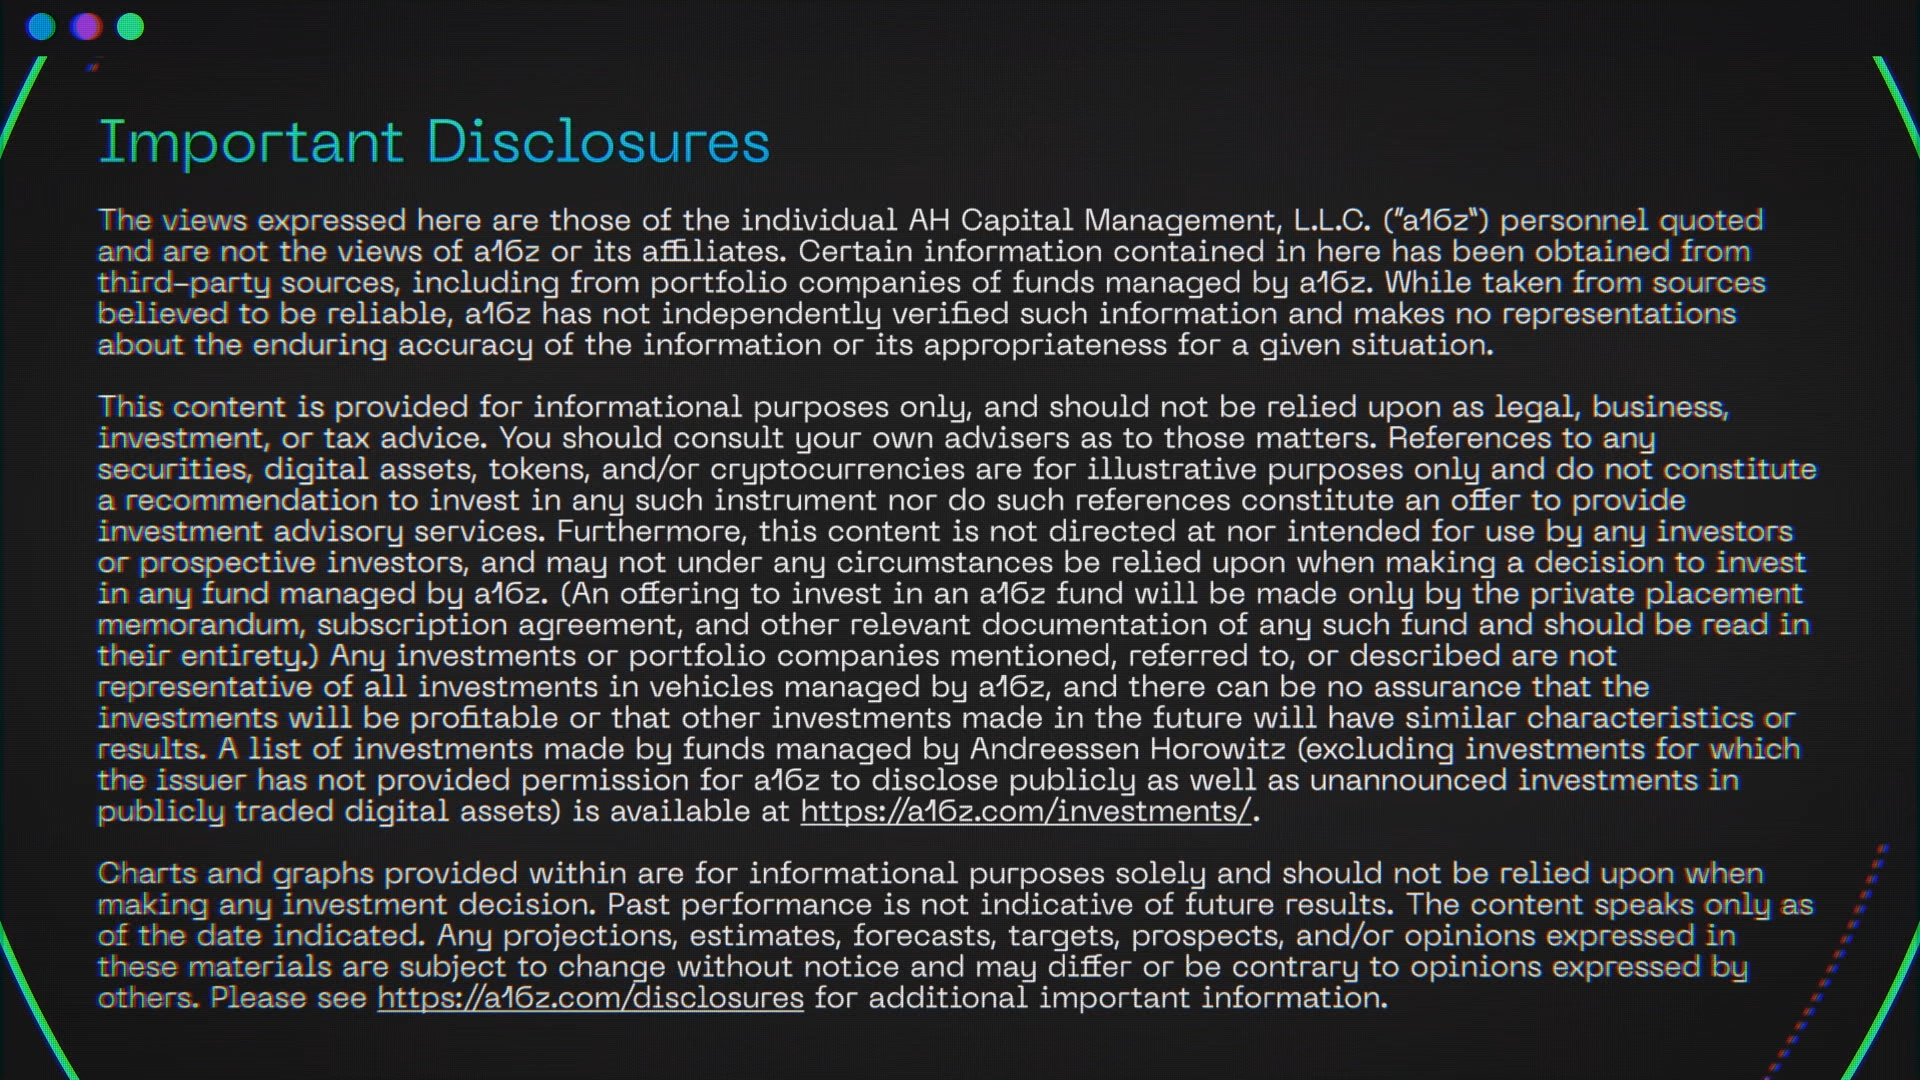 Important Disclosures
The views expressed here are those of the individual AH Capital Management, L.L.C. ("a16z") personnel quoted
and are not the views of a16z or its affiliates. Certain information contained in here has been obtained from
third-party sources, including from portfolio companies of funds managed by a16z. While taken from sources
believed to be reliable, a16z has not independently verified such information and makes no representations
about the enduring accuracy of the information or its appropriateness for a given situation.
This content is provided for informational purposes only, and should not be relied upon as legal, business,
investment, or tax advice. You should consult your own advisers as to those matters. References to any
securities, digital assets, tokens, and/or cryptocurrencies are for illustrative purposes only and do not constitute
a recommendation to invest in any such instrument nor do such references constitute an offer to provide
investment advisory services. Furthermore, this content is not directed at nor intended for use by any investors
or prospective investors, and may not under any circumstances be relied upon when making a decision to invest
in any fund managed by a16z. (An offering to invest in an a16z fund will be made only by the private placement
memorandum, subscription agreement, and other relevant documentation of any such fund and should be read in
their entirety.) Any investments or portfolio companies mentioned, referred to, or described are not
representative of all investments in vehicles managed by a16z, and there can be no assurance that the
investments will be profitable or that other investments made in the future will have similar characteristics or
results. A list of investments made by funds managed by Andreessen Horowitz (excluding investments for which
the issuer has not provided permission for a16z to disclose publicly as well as unannounced investments in
publicly traded digital assets) is available at https://a16z.com/investments/.
Charts and graphs provided within are for informational purposes solely and should not be relied upon when
making any investment decision. Past performance is not indicative of future results. The content speaks only as
of the date indicated. Any projections, estimates, forecasts, targets, prospects, and/or opinions expressed in
these materials are subject to change without notice and may differ or be contrary to opinions expressed by
others. Please see https://a16z.com/disclosures for additional important information.